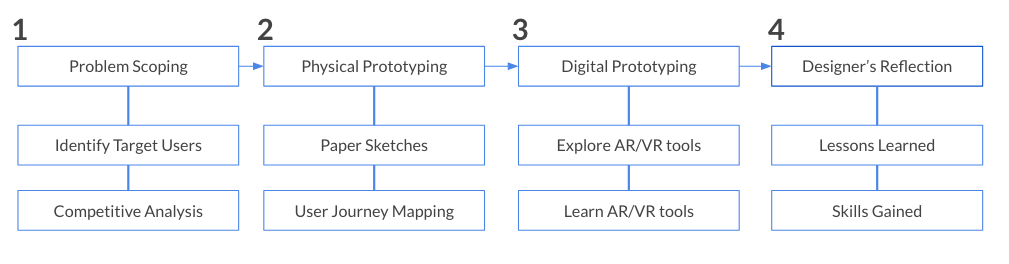 1
Problem Scoping
Identify Target Users
Competitive Analysis
2
Physical Prototyping
Paper Sketches
User Journey Mapping
3
Digital Prototyping
Explore AR/VR tools
Learn AR/VR tools
4
Designer’s Reflection
Lessons Learned
Skills Gained